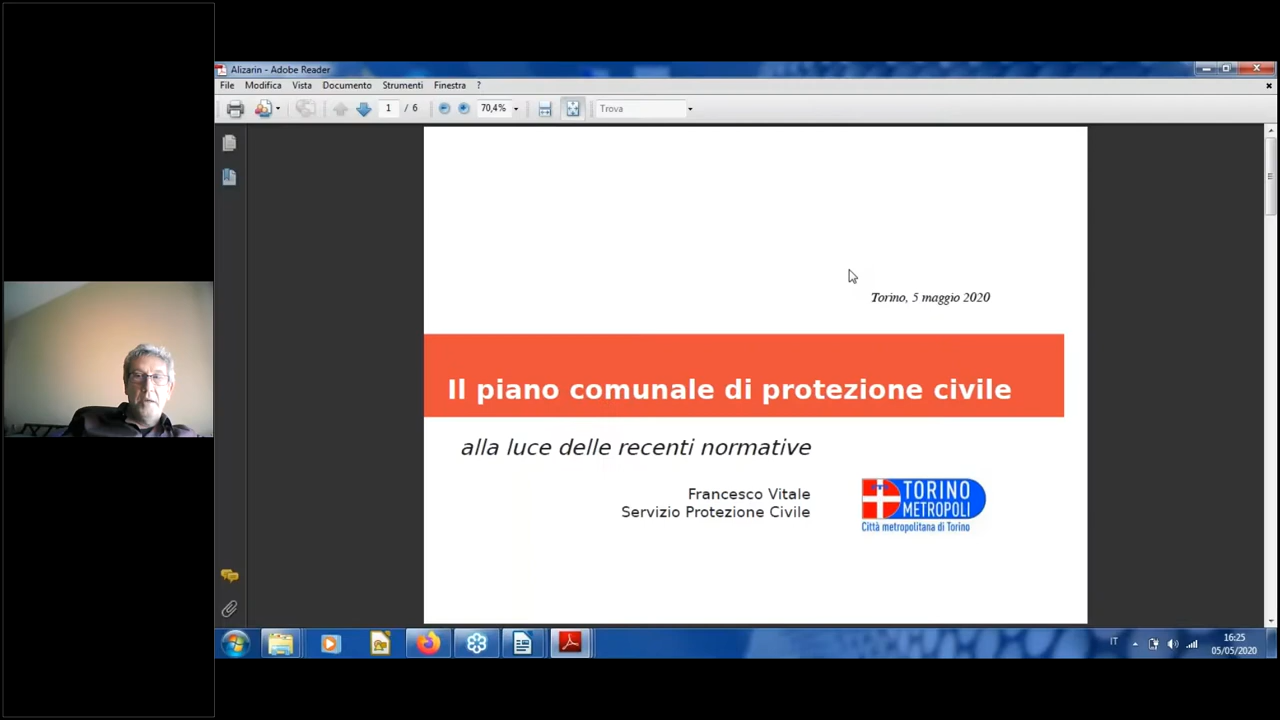 Alizarin - Adobe Reader
File Modifica Vista Documento Strumenti Finestra ?
1 / 6 70,4% Trova
Torino, 5 maggio 2020
Il piano comunale di protezione civile
alla luce delle recenti normative
Francesco Vitale
Servizio Protezione Civile
TORINO
METROPOLI
Città metropolitana di Torino
IT
16:25
05/05/2020